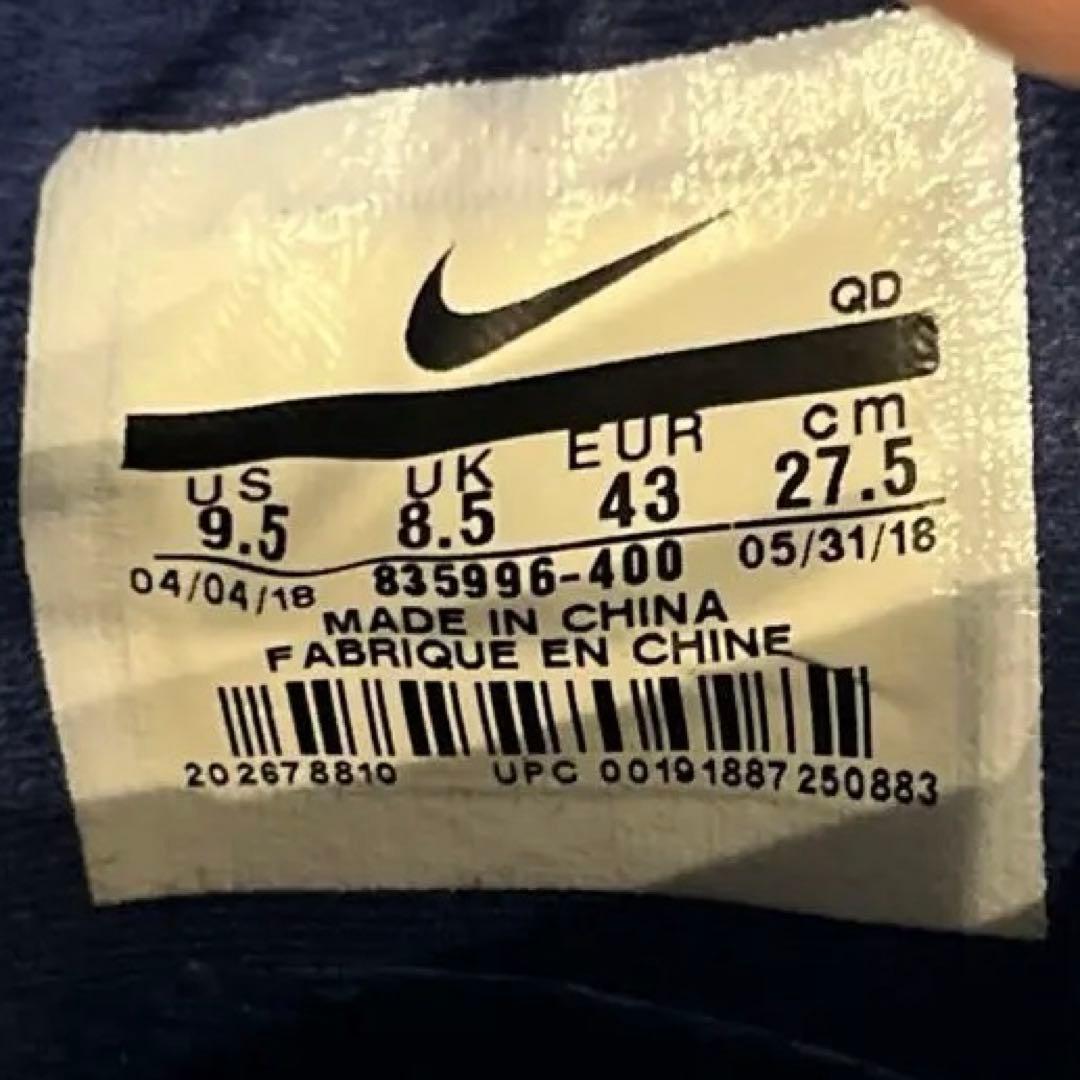 QD
US UK EUR cm
9.5 8.5 43 27.5
04/04/18 835996-400 05/31/18
MADE IN CHINA
FABRIQUE EN CHINE
202678810 UPC 00191887250883